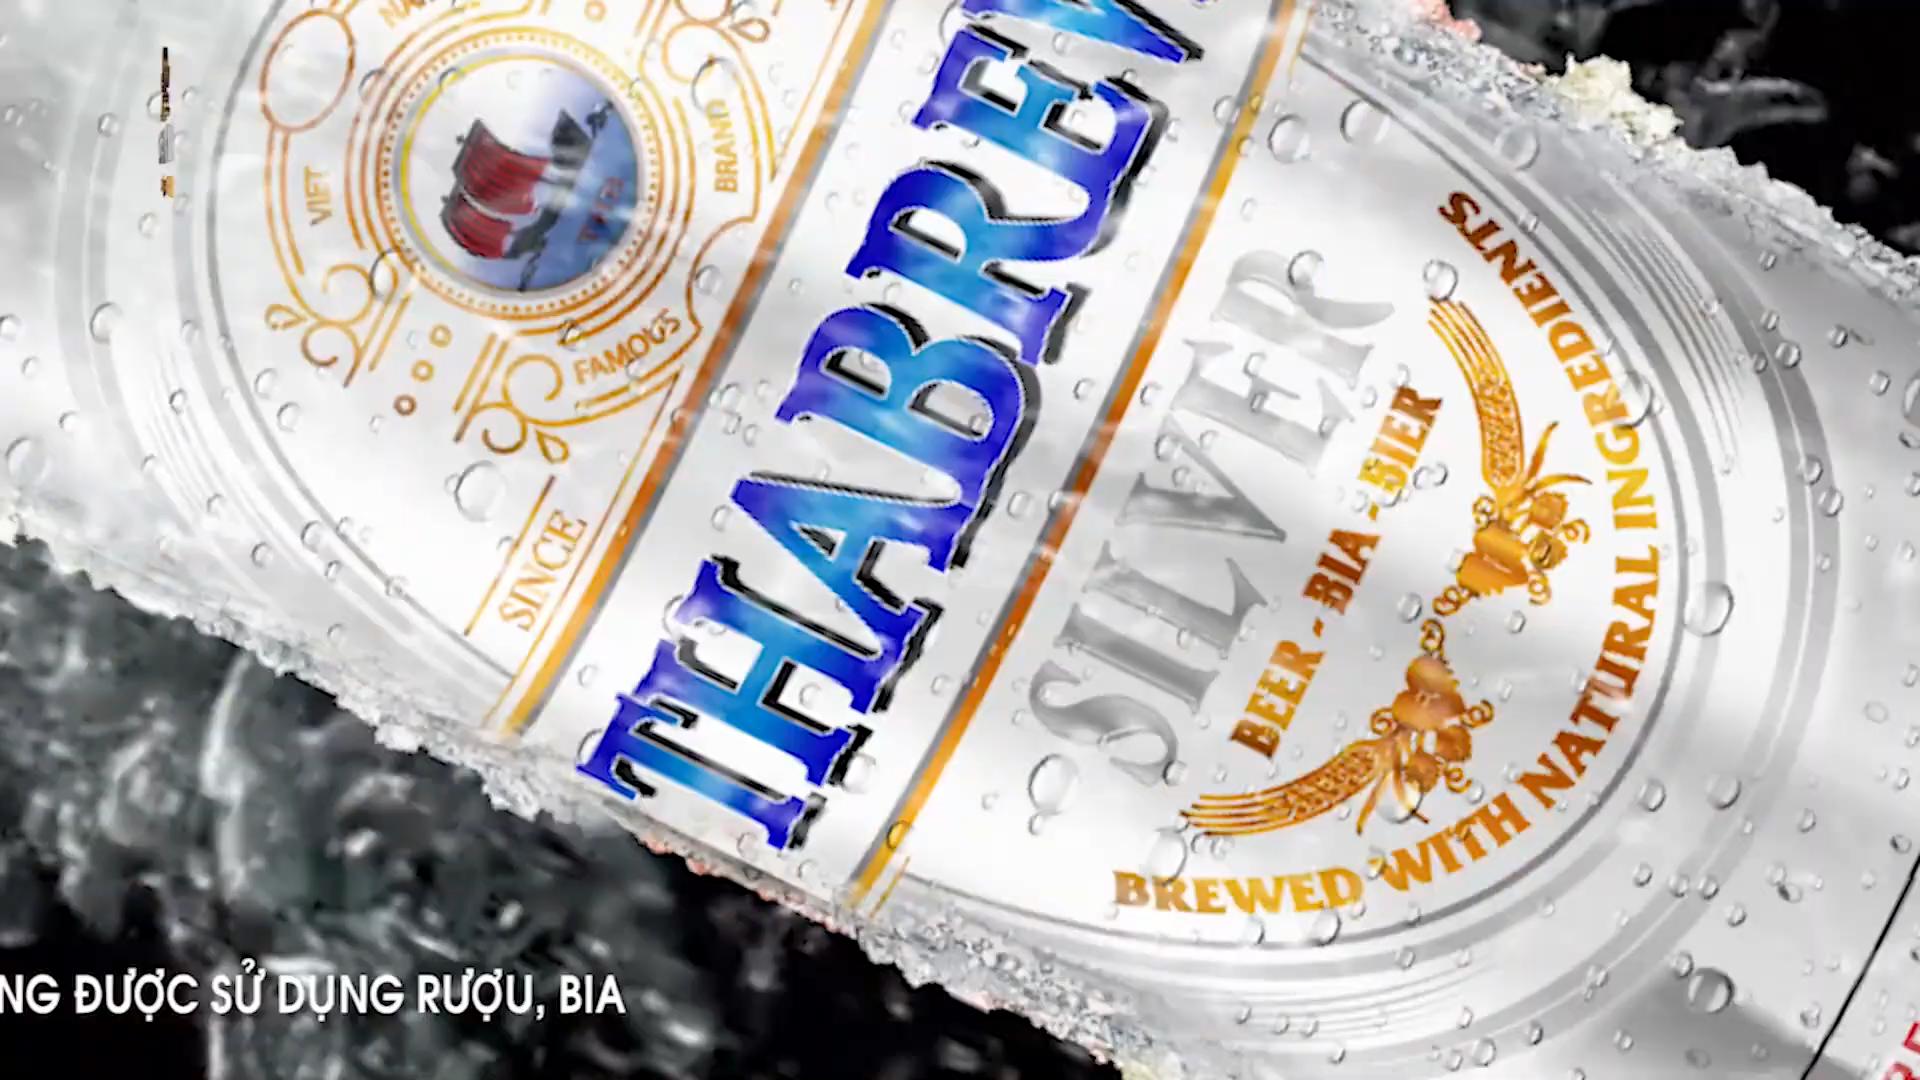 VIET
BRAND
FAMOUS
SINCE
THABREW
SILVER
BEER - BIA - BIER
BREWED WITH NATURAL INGREDIENTS
NG ĐƯỢC SỬ DỤNG RƯỢU, BIA